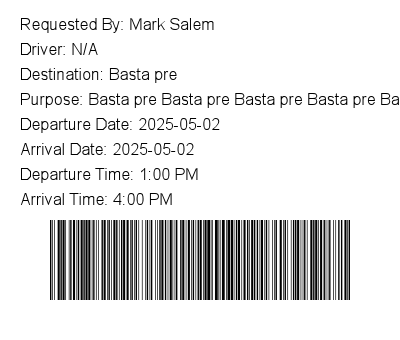 Requested By: Mark Salem
Driver: N/A
Destination: Basta pre
Purpose: Basta pre Basta pre Basta pre Basta pre Ba
Departure Date: 2025-05-02
Arrival Date: 2025-05-02
Departure Time: 1:00 PM
Arrival Time: 4:00 PM